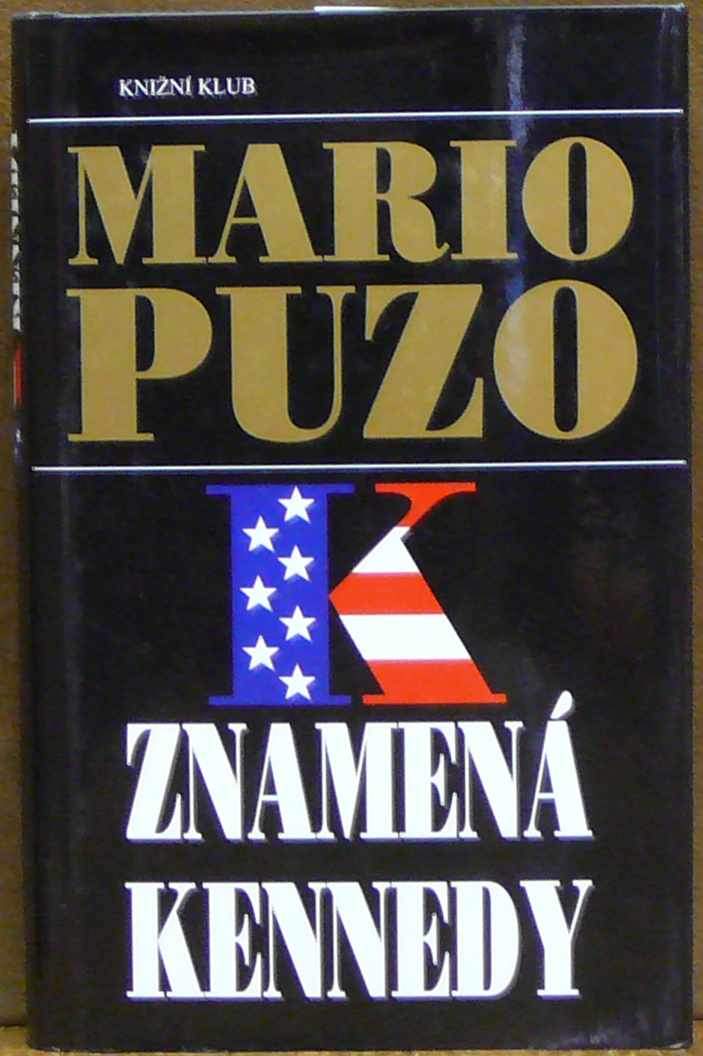 KNIŽNÍ KLUB
MARIO
PUZO
K
ZNAMENÁ
KENNEDY